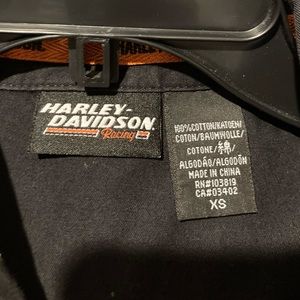 HARLEY-
DAVIDSON
Racing
100%COTTON/KATOEN/
COTON/BAUMWOLLE/
COTONE/綿/
ALGODÃO/ALGODÓN
MADE IN CHINA
RN#103819
CA#03402
XS